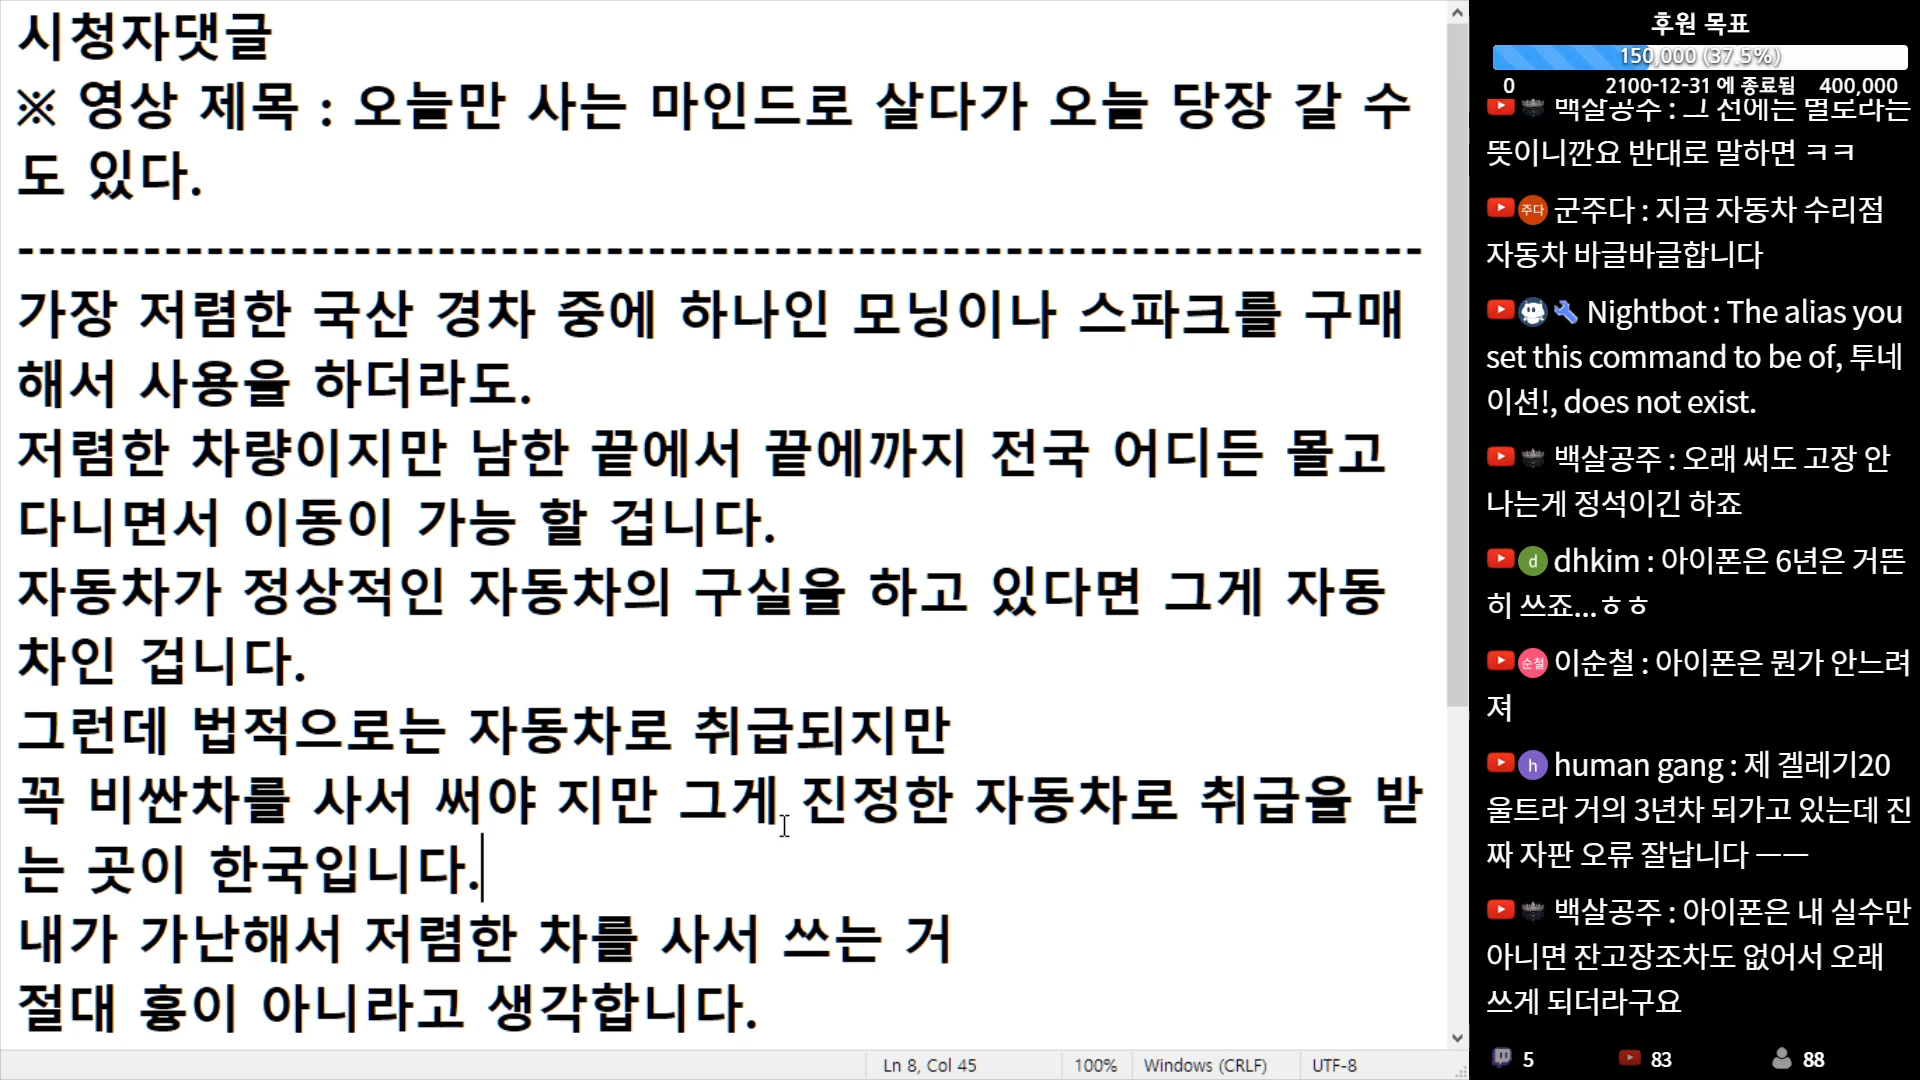 시청자댓글
※ 영상 제목 : 오늘만 사는 마인드로 살다가 오늘 당장 갈 수
도 있다.
-------------------------------------------------------------------
가장 저렴한 국산 경차 중에 하나인 모닝이나 스파크를 구매
해서 사용을 하더라도.
저렴한 차량이지만 남한 끝에서 끝에까지 전국 어디든 몰고
다니면서 이동이 가능 할 겁니다.
자동차가 정상적인 자동차의 구실을 하고 있다면 그게 자동
차인 겁니다.
그런데 법적으로는 자동차로 취급되지만
꼭 비싼차를 사서 써야 지만 그게 진정한 자동차로 취급을 받
는 곳이 한국입니다.
내가 가난해서 저렴한 차를 사서 쓰는 거
절대 흉이 아니라고 생각합니다.
Ln 8, Col 45 100% Windows (CRLF) UTF-8
후원 목표
150,000 (37.5%)
0 2100-12-31 에 종료됨 400,000
백살공주 : 그 전에는 별로라는
뜻이니깐요 반대로 말하면 ㅋㅋ
주다 군주다 : 지금 자동차 수리점
자동차 바글바글합니다
Nightbot : The alias you
set this command to be of, 투네
이션!, does not exist.
백살공주 : 오래 써도 고장 안
나는게 정석이긴 하죠
d dhkim : 아이폰은 6년은 거뜬
히 쓰죠...ㅎㅎ
순철 이순철 : 아이폰은 뭔가 안느려
져
h human gang : 제 겔레기20
울트라 거의 3년차 되가고 있는데 진
짜 자판 오류 잘납니다 ㅡㅡ
백살공주 : 아이폰은 내 실수만
아니면 잔고장조차도 없어서 오래
쓰게 되더라구요
5 83 88